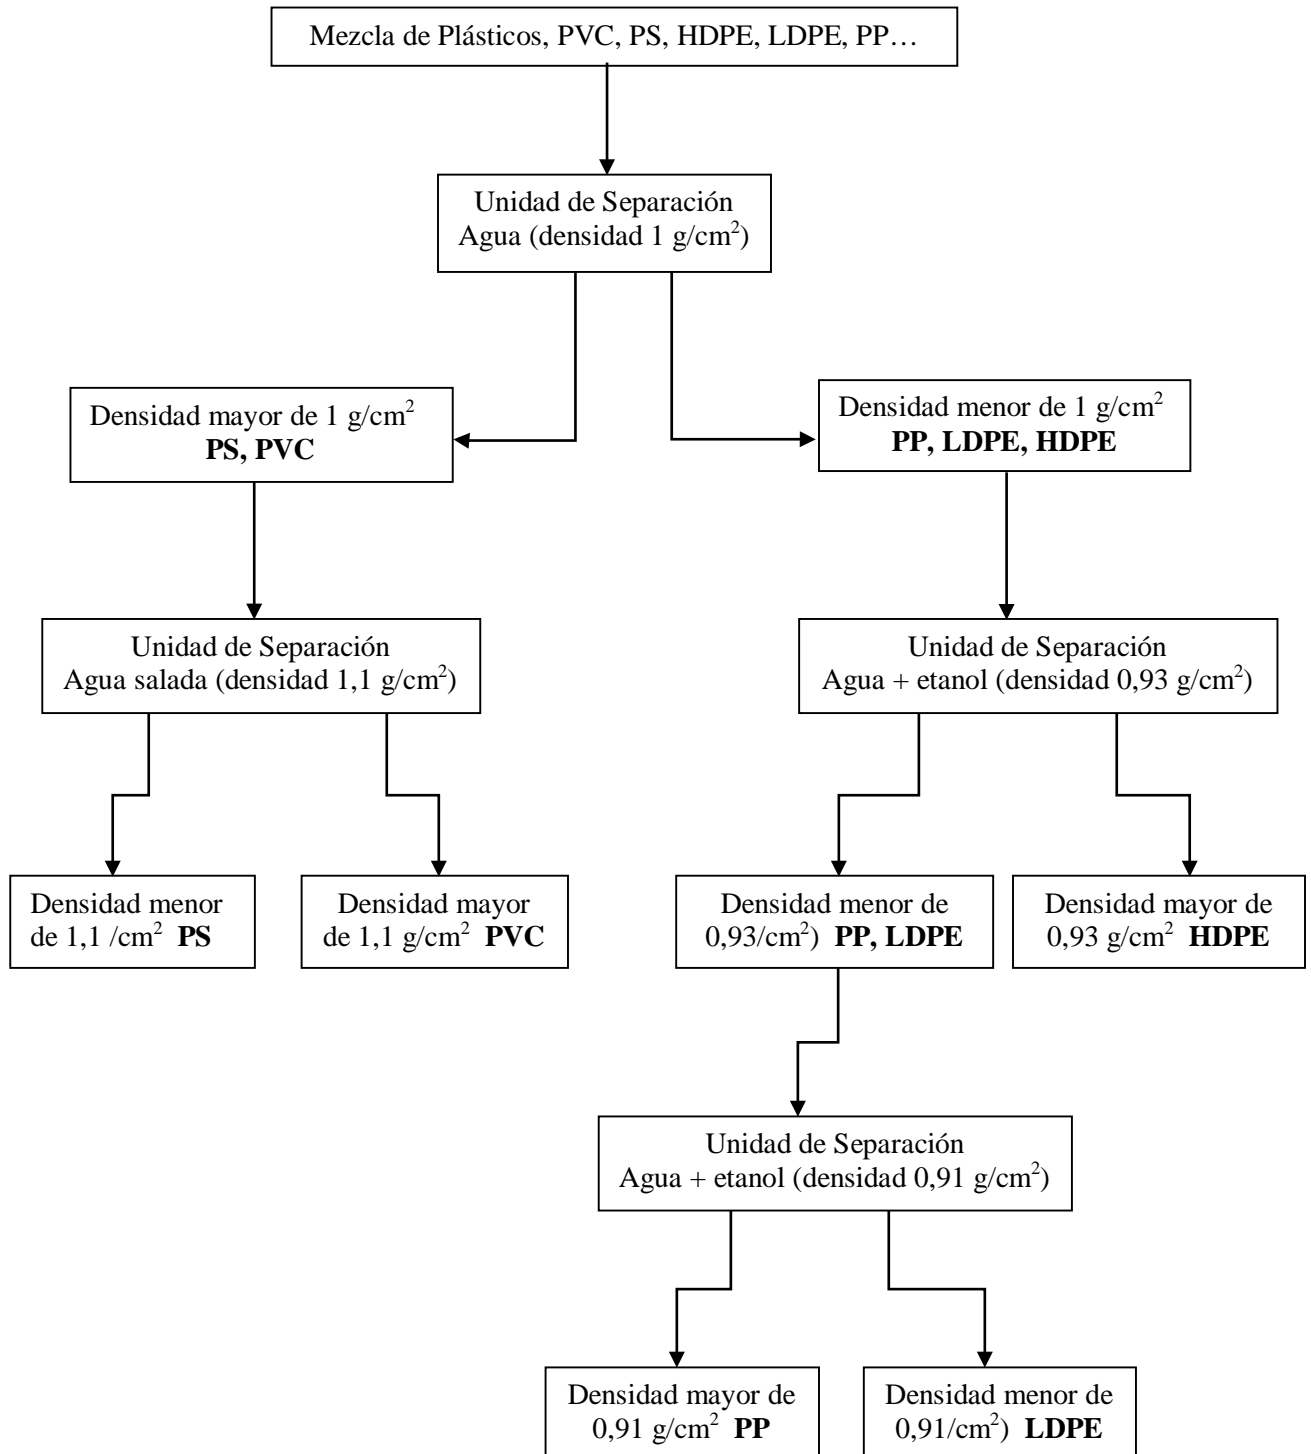 Mezcla de Plásticos, PVC, PS, HDPE, LDPE, PP…
Unidad de Separación
Agua (densidad 1 g/cm²)
Densidad mayor de 1 g/cm²
PS, PVC
Densidad menor de 1 g/cm²
PP, LDPE, HDPE
Unidad de Separación
Agua salada (densidad 1,1 g/cm²)
Unidad de Separación
Agua + etanol (densidad 0,93 g/cm²)
Densidad menor
de 1,1 /cm² PS
Densidad mayor
de 1,1 g/cm² PVC
Densidad menor de
0,93/cm²) PP, LDPE
Densidad mayor de
0,93 g/cm² HDPE
Unidad de Separación
Agua + etanol (densidad 0,91 g/cm²)
Densidad mayor de
0,91 g/cm² PP
Densidad menor de
0,91/cm²) LDPE